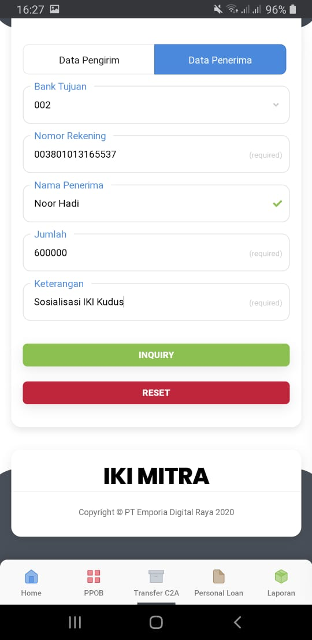 16:27 96%
Data Pengirim Data Penerima
Bank Tujuan
002
Nomor Rekening
003801013165537 (required)
Nama Penerima
Noor Hadi
Jumlah
600000 (required)
Keterangan
Sosialisasi IKI Kudus (required)
INQUIRY
RESET
IKI MITRA
Copyright © PT Emporia Digital Raya 2020
Home PPOB Transfer C2A Personal Loan Laporan